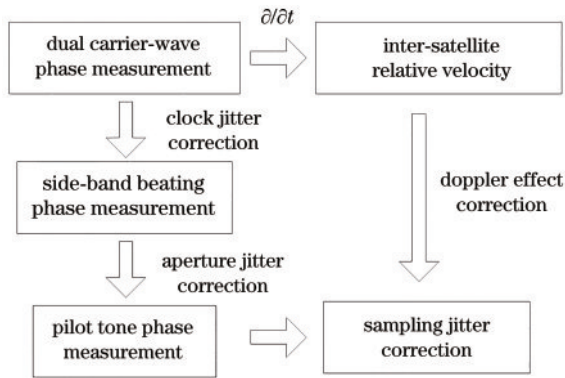 ∂/∂t
dual carrier-wave
phase measurement
inter-satellite
relative velocity
clock jitter
correction
side-band beating
phase measurement
doppler effect
correction
aperture jitter
correction
pilot tone phase
measurement
sampling jitter
correction